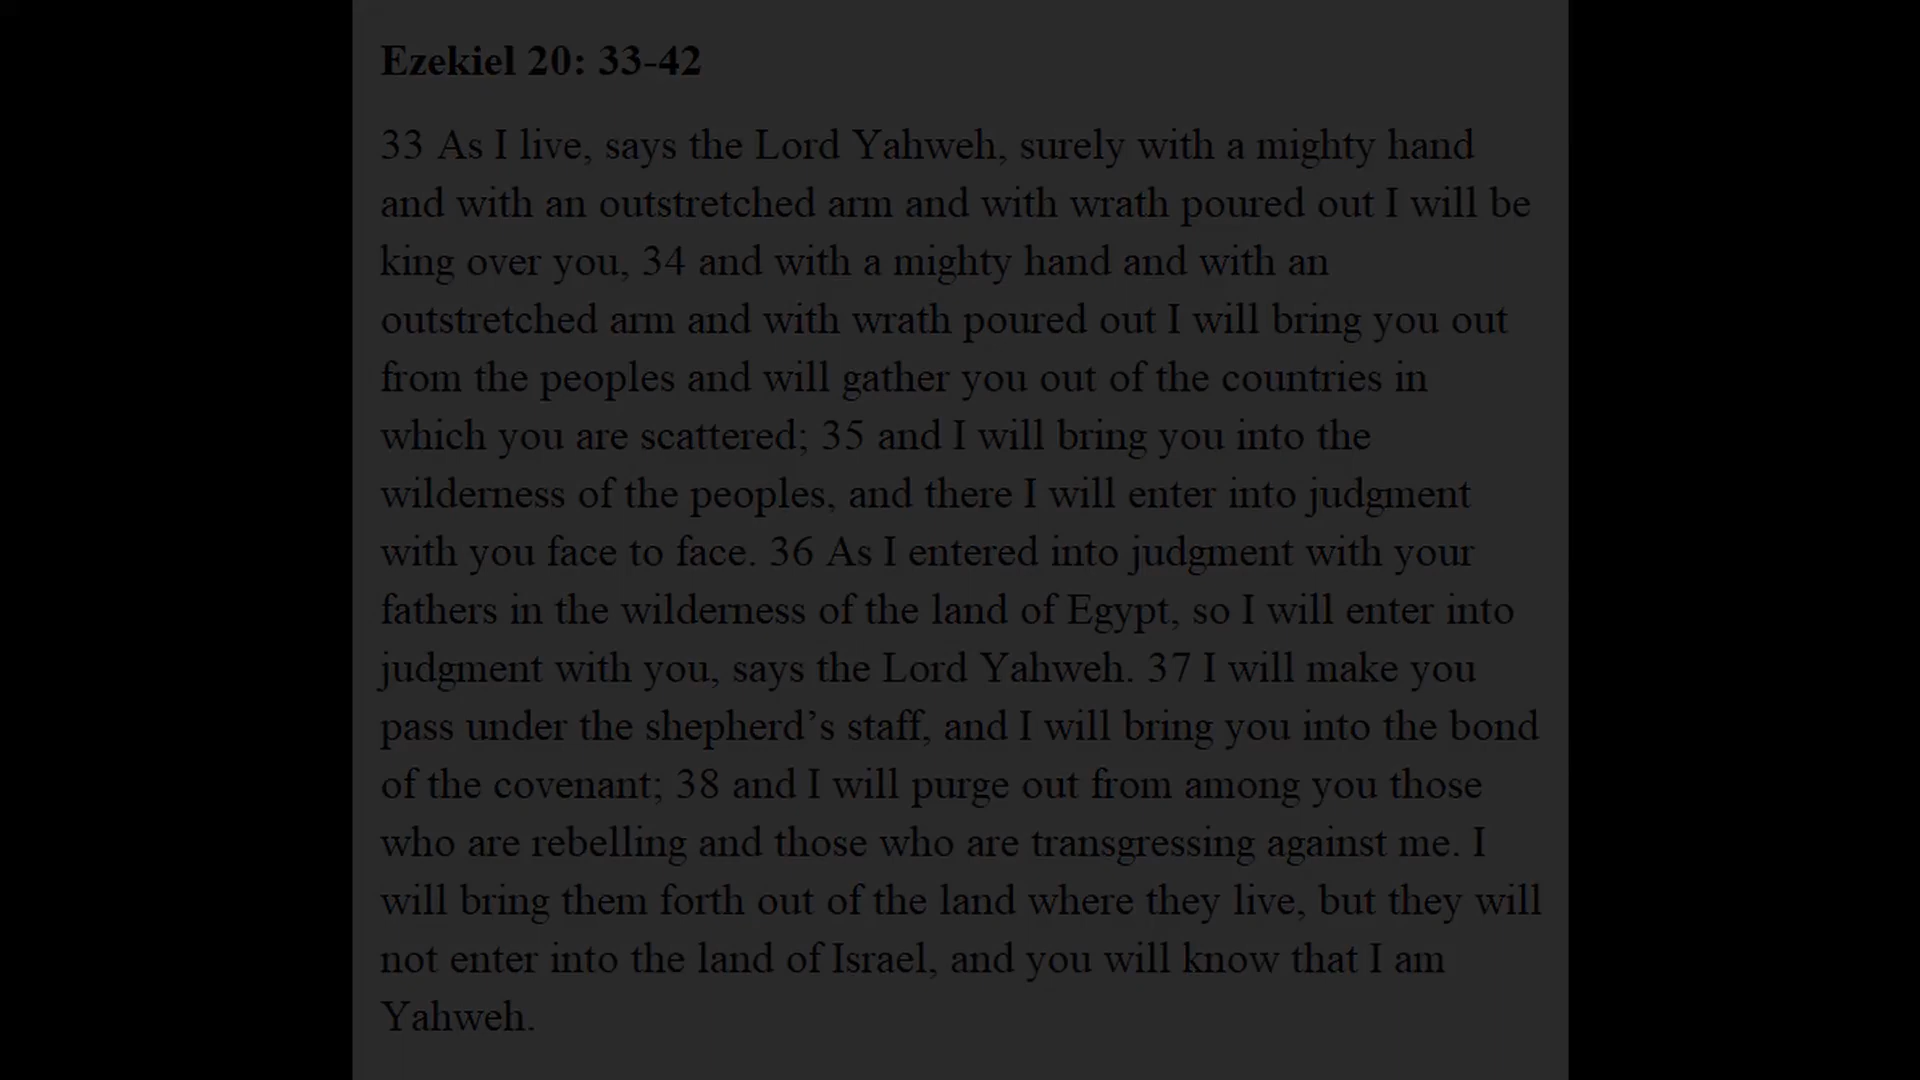 Ezekiel 20: 33-42
33 As I live, says the Lord Yahweh, surely with a mighty hand
and with an outstretched arm and with wrath poured out I will be
king over you, 34 and with a mighty hand and with an
outstretched arm and with wrath poured out I will bring you out
from the peoples and will gather you out of the countries in
which you are scattered; 35 and I will bring you into the
wilderness of the peoples, and there I will enter into judgment
with you face to face. 36 As I entered into judgment with your
fathers in the wilderness of the land of Egypt, so I will enter into
judgment with you, says the Lord Yahweh. 37 I will make you
pass under the shepherd’s staff, and I will bring you into the bond
of the covenant; 38 and I will purge out from among you those
who are rebelling and those who are transgressing against me. I
will bring them forth out of the land where they live, but they will
not enter into the land of Israel, and you will know that I am
Yahweh.